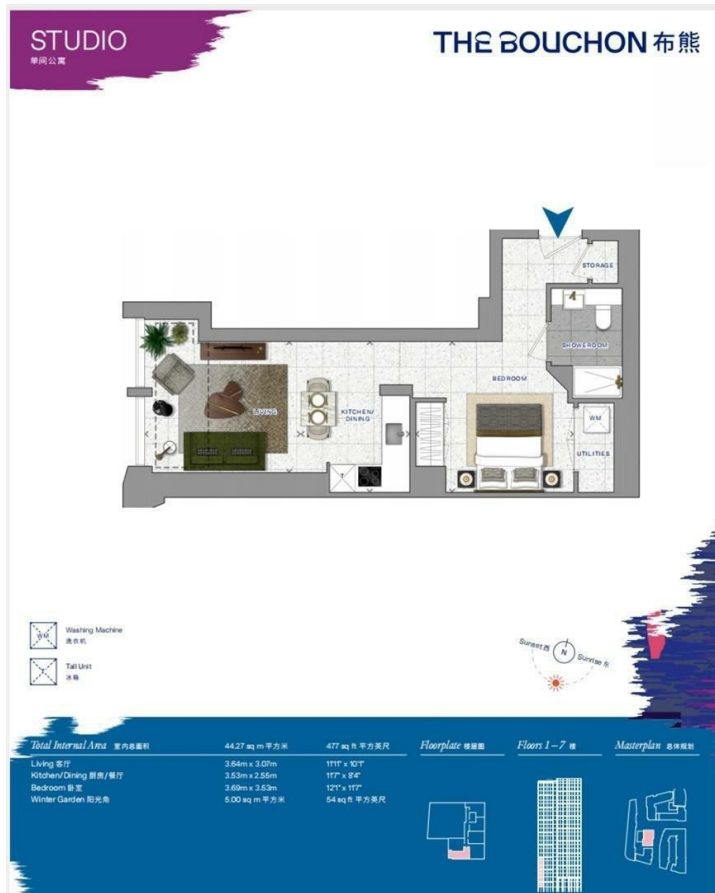 STUDIO
单间公寓
THE BOUCHON 布熊
STORAGE
SHOWEROOM
BEDROOM
LIVING
KITCHEN/
DINING
WM
UTILITIES
T
WM
Washing Machine
洗衣机
T
Tall Unit
冰箱
Sunset 西
N
Sunrise 东
Total Internal Area 室内总面积 44.27 sq m 平方米 477 sq ft 平方英尺
Living 客厅 3.64m x 3.07m 11'11" x 10'1"
Kitchen/Dining 厨房/餐厅 3.53m x 2.55m 11'7" x 8'4"
Bedroom 卧室 3.69m x 3.53m 12'1" x 11'7"
Winter Garden 阳光角 5.00 sq m 平方米 54 sq ft 平方英尺
Floorplate 楼层图
Floors 1–7 楼
Masterplan 总体规划